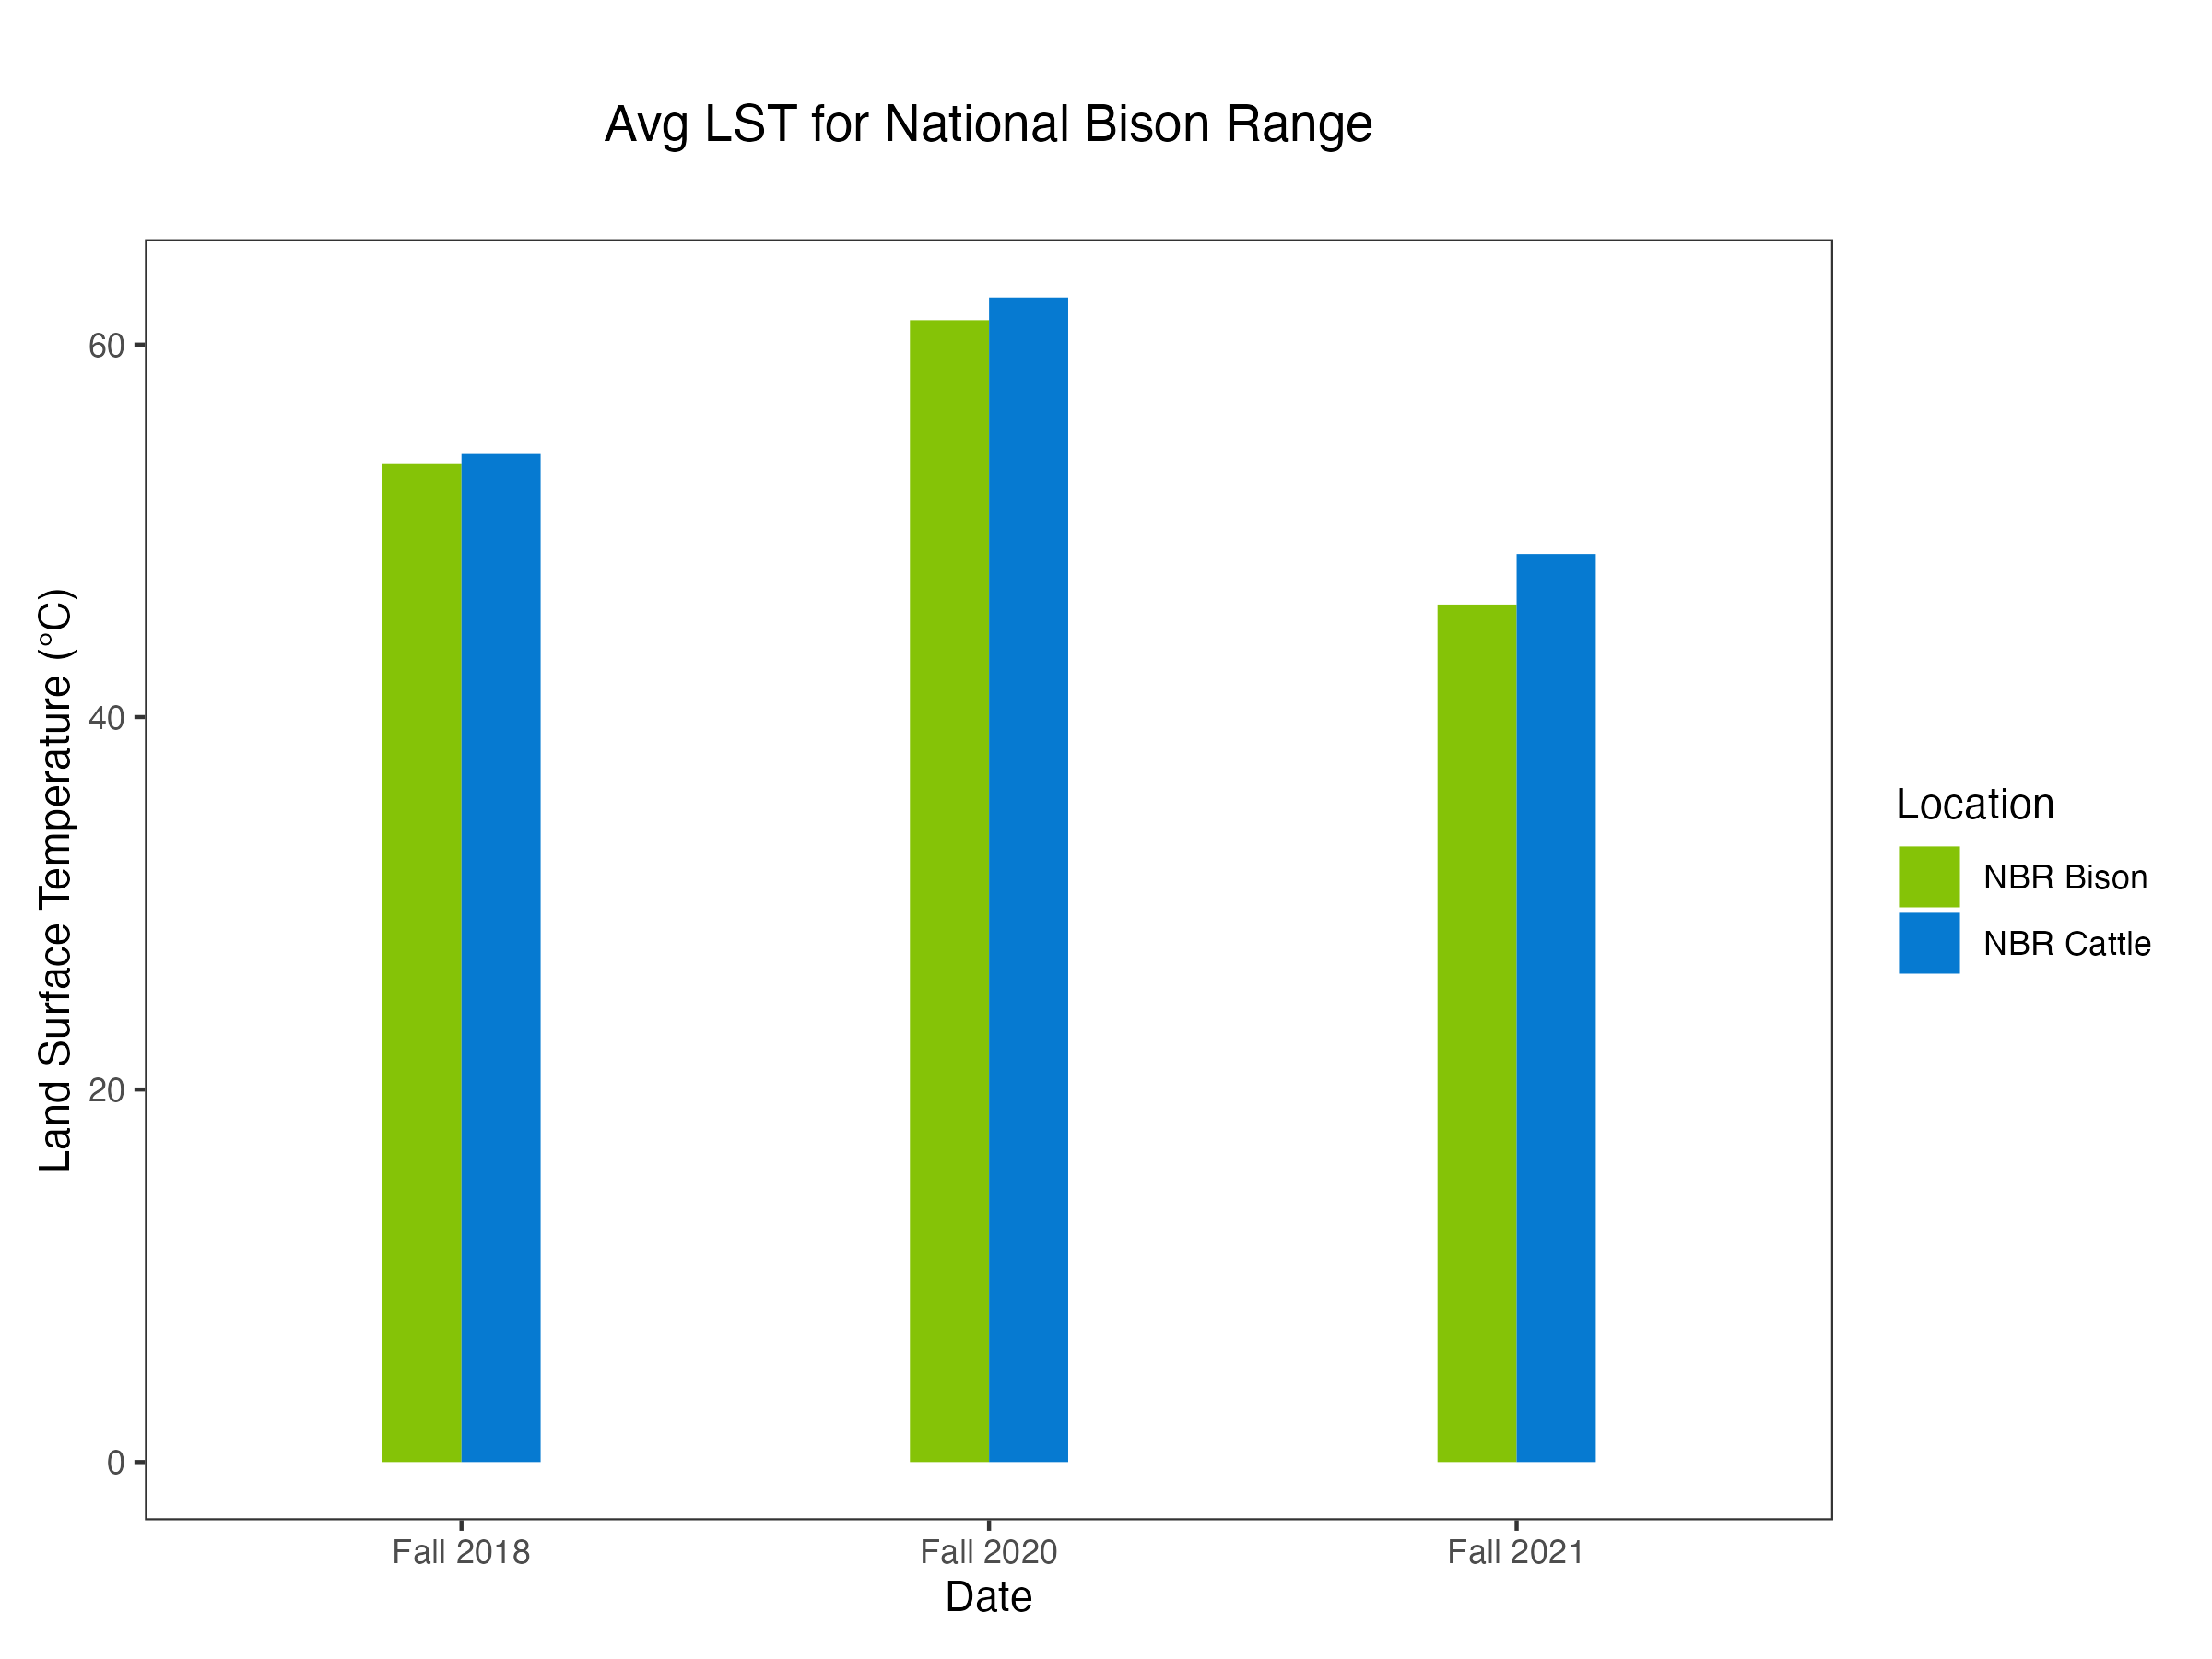 Avg LST for National Bison Range
Land Surface Temperature (°C)
60
40
20
0
Fall 2018
Fall 2020
Fall 2021
Date
Location
NBR Bison
NBR Cattle